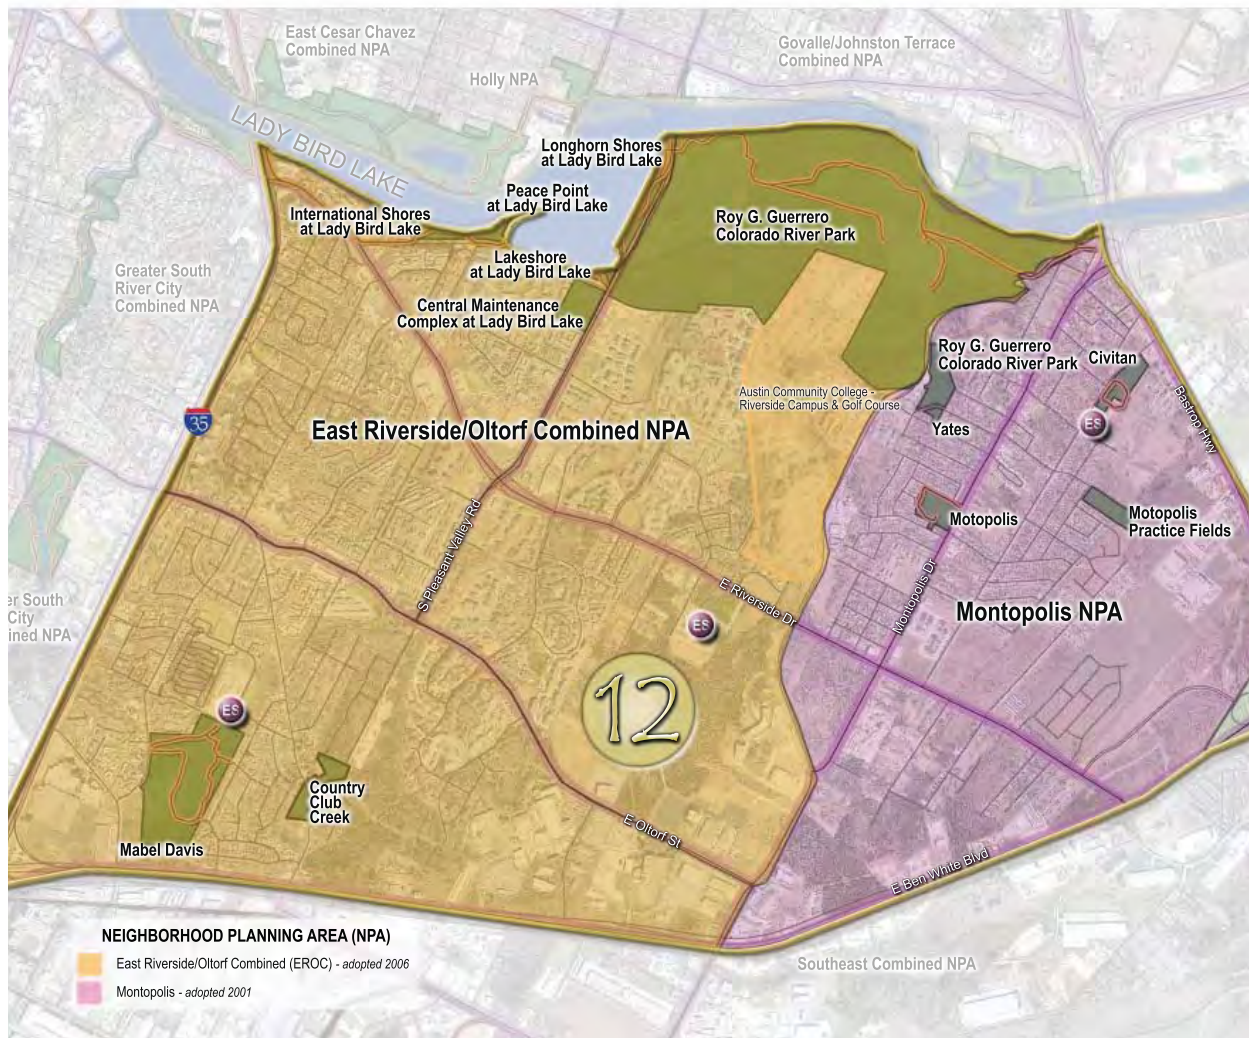 East Cesar Chavez
Combined NPA
Govalle/Johnston Terrace
Combined NPA
Holly NPA
LADY BIRD LAKE
Longhorn Shores
at Lady Bird Lake
Peace Point
at Lady Bird Lake
International Shores
at Lady Bird Lake
Roy G. Guerrero
Colorado River Park
Lakeshore
at Lady Bird Lake
Greater South
River City
Combined NPA
Central Maintenance
Complex at Lady Bird Lake
Roy G. Guerrero
Colorado River Park
Civitan
Austin Community College -
Riverside Campus & Golf Course
Bastrop Hwy
35
East Riverside/Oltorf Combined NPA
Yates
ES
Motopolis
Motopolis
Practice Fields
S Pleasant Valley Rd
E Riverside Dr
Montopolis Dr
er South
City
ined NPA
Montopolis NPA
ES
12
ES
Country
Club
Creek
Mabel Davis
E Oltorf St
E Ben White Blvd
NEIGHBORHOOD PLANNING AREA (NPA)
East Riverside/Oltorf Combined (EROC) - adopted 2006
Montopolis - adopted 2001
Southeast Combined NPA